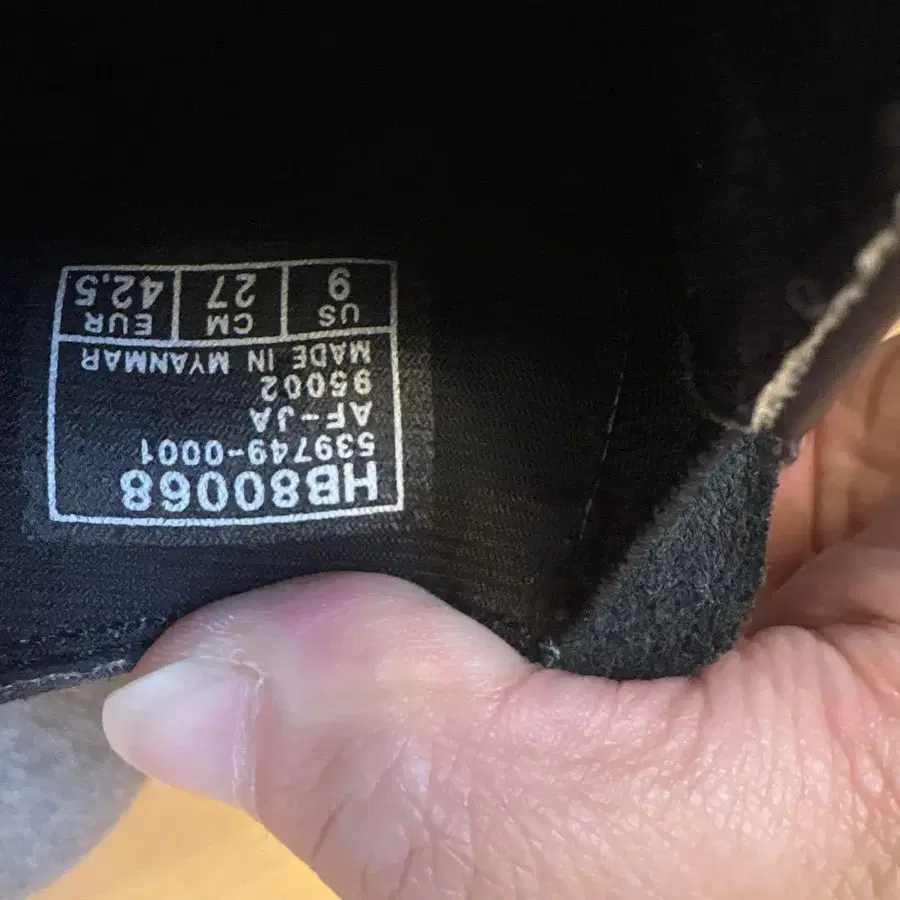 HB80068
539749-0001
AF-JA
95002
MADE IN MYANMAR
US CM EUR
9 27 42.5